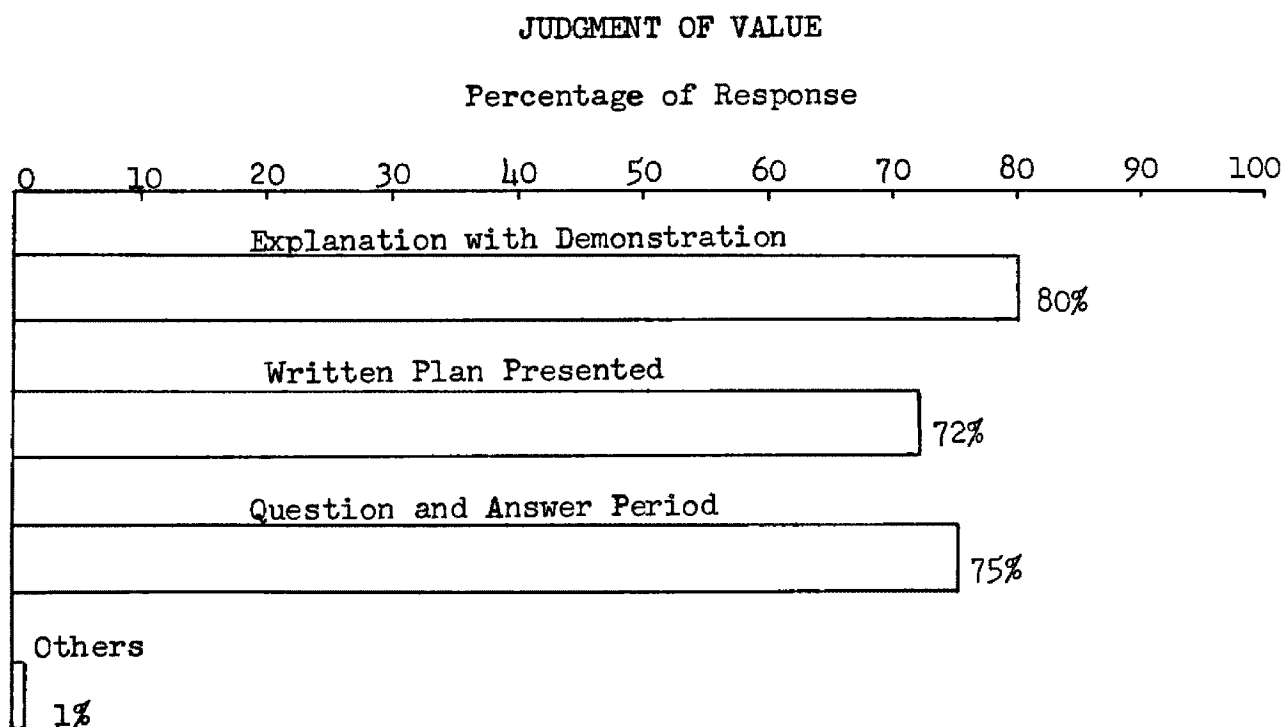 JUDGMENT OF VALUE
Percentage of Response
0 10 20 30 40 50 60 70 80 90 100
Explanation with Demonstration
80%
Written Plan Presented
72%
Question and Answer Period
75%
Others
1%